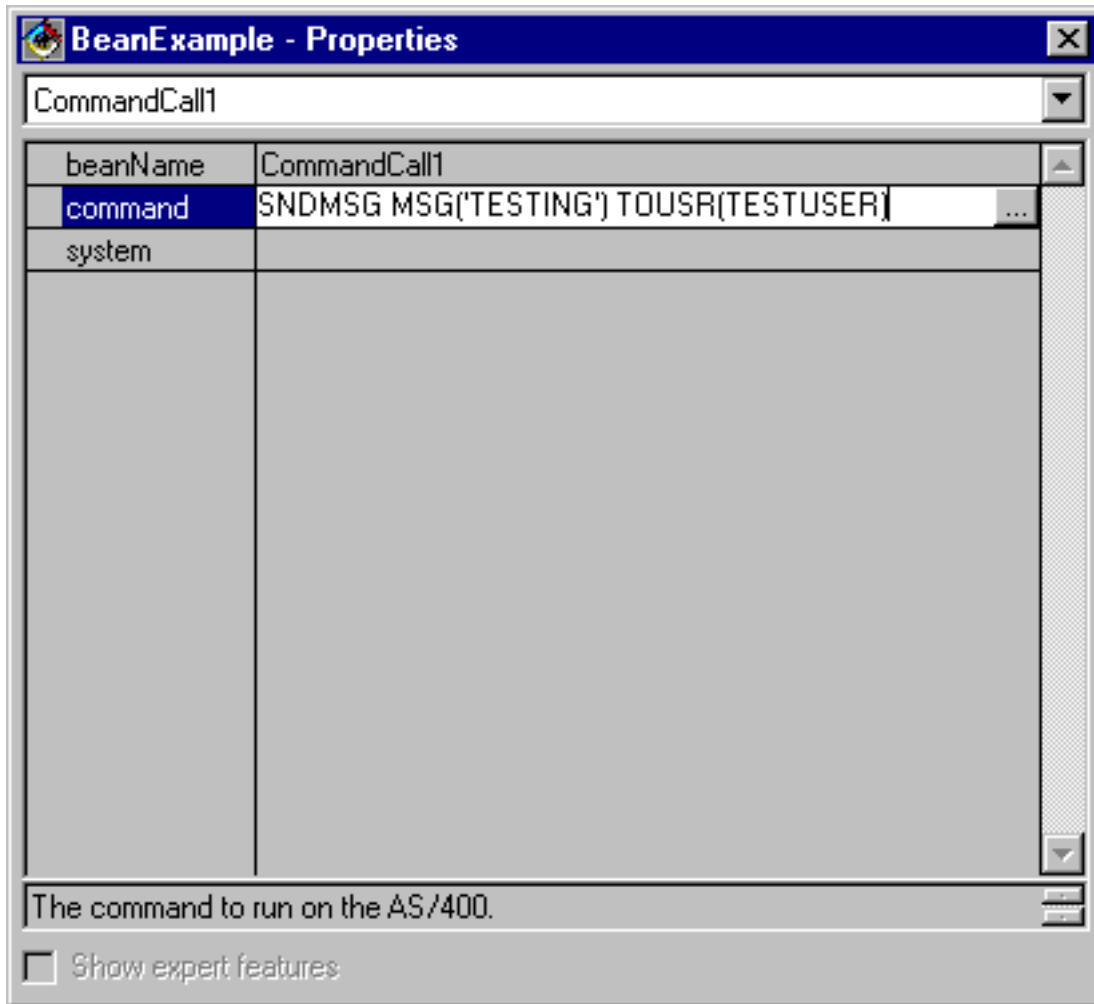 BeanExample - Properties
CommandCall1
beanName CommandCall1
command SNDMSG MSG('TESTING') TOUSR(TESTUSER) ...
system
The command to run on the AS/400.
Show expert features